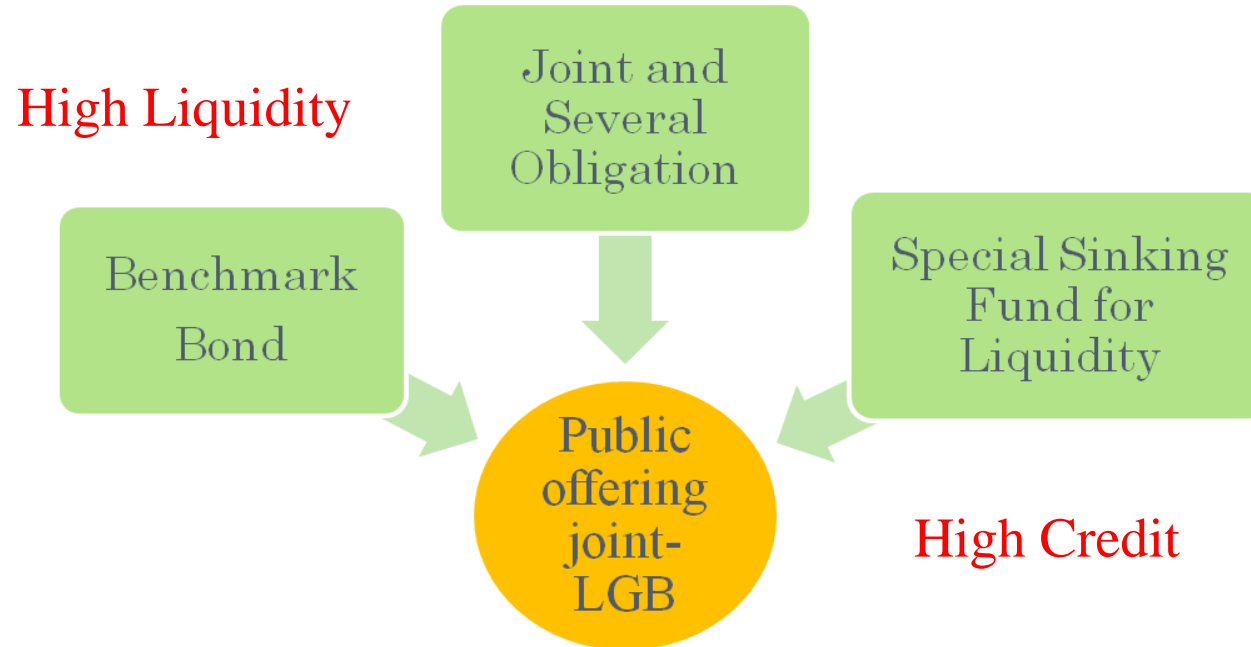 Joint and
Several
Obligation
High Liquidity
Benchmark
Bond
Special Sinking
Fund for
Liquidity
Public
offering
joint-
LGB
High Credit